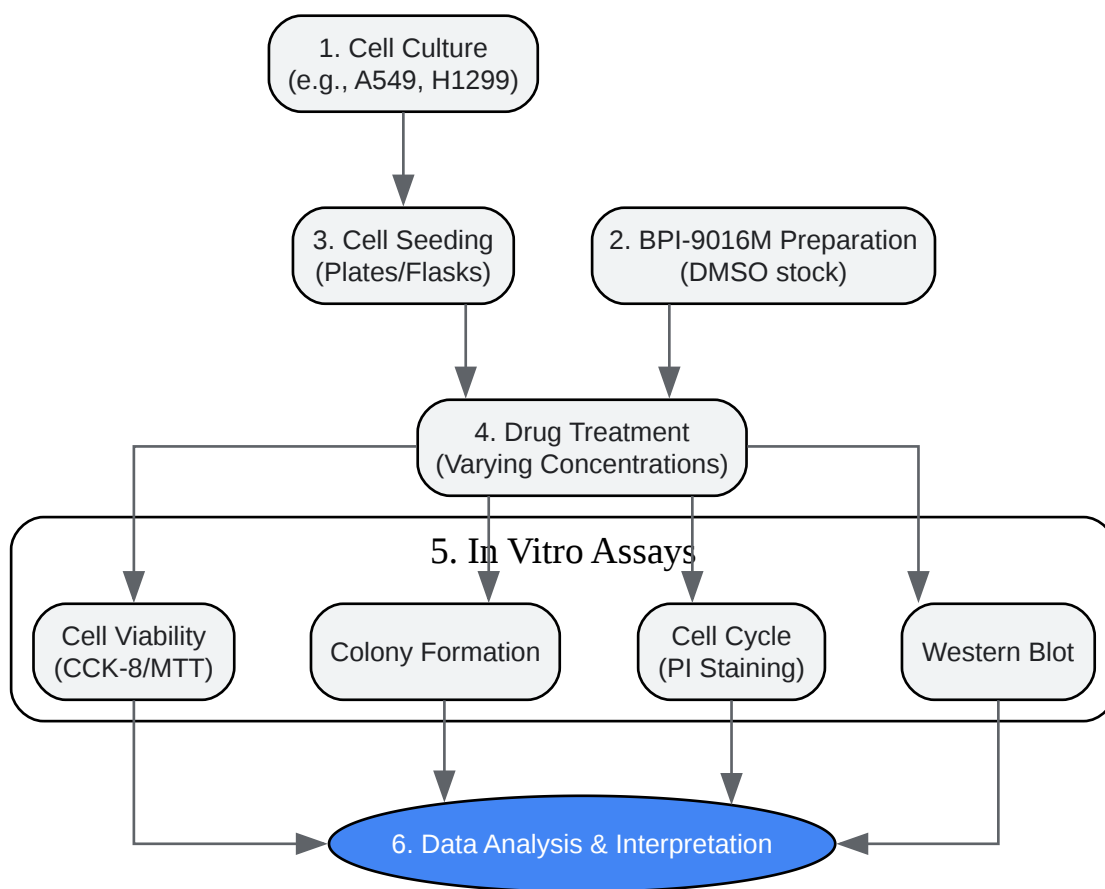 1. Cell Culture
(e.g., A549, H1299)
3. Cell Seeding
(Plates/Flasks)
2. BPI-9016M Preparation
(DMSO stock)
4. Drug Treatment
(Varying Concentrations)
5. In Vitro Assays
Cell Viability
(CCK-8/MTT)
Colony Formation
Cell Cycle
(PI Staining)
Western Blot
6. Data Analysis & Interpretation